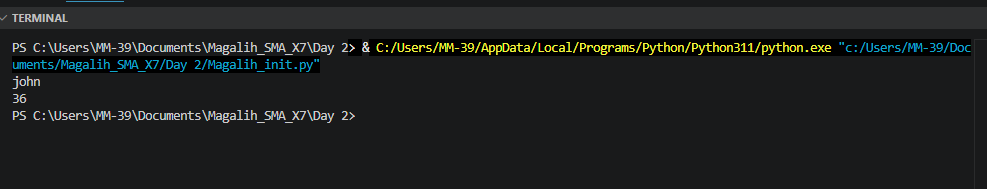 TERMINAL
PS C:\Users\MM-39\Documents\Magalih_SMA_X7\Day 2> & C:/Users/MM-39/AppData/Local/Programs/Python/Python311/python.exe "c:/Users/MM-39/Doc
uments/Magalih_SMA_X7/Day 2/Magalih_init.py"
john
36
PS C:\Users\MM-39\Documents\Magalih_SMA_X7\Day 2>